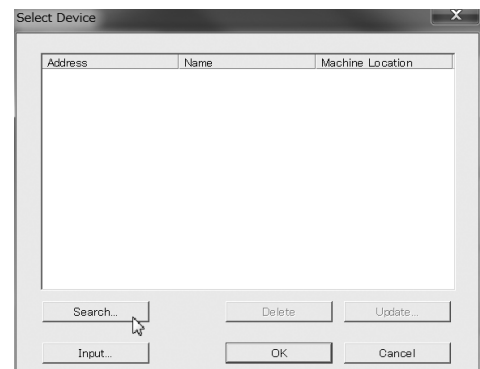 Select Device X
Address Name Machine Location
Search... Delete Update...
Input... OK Cancel